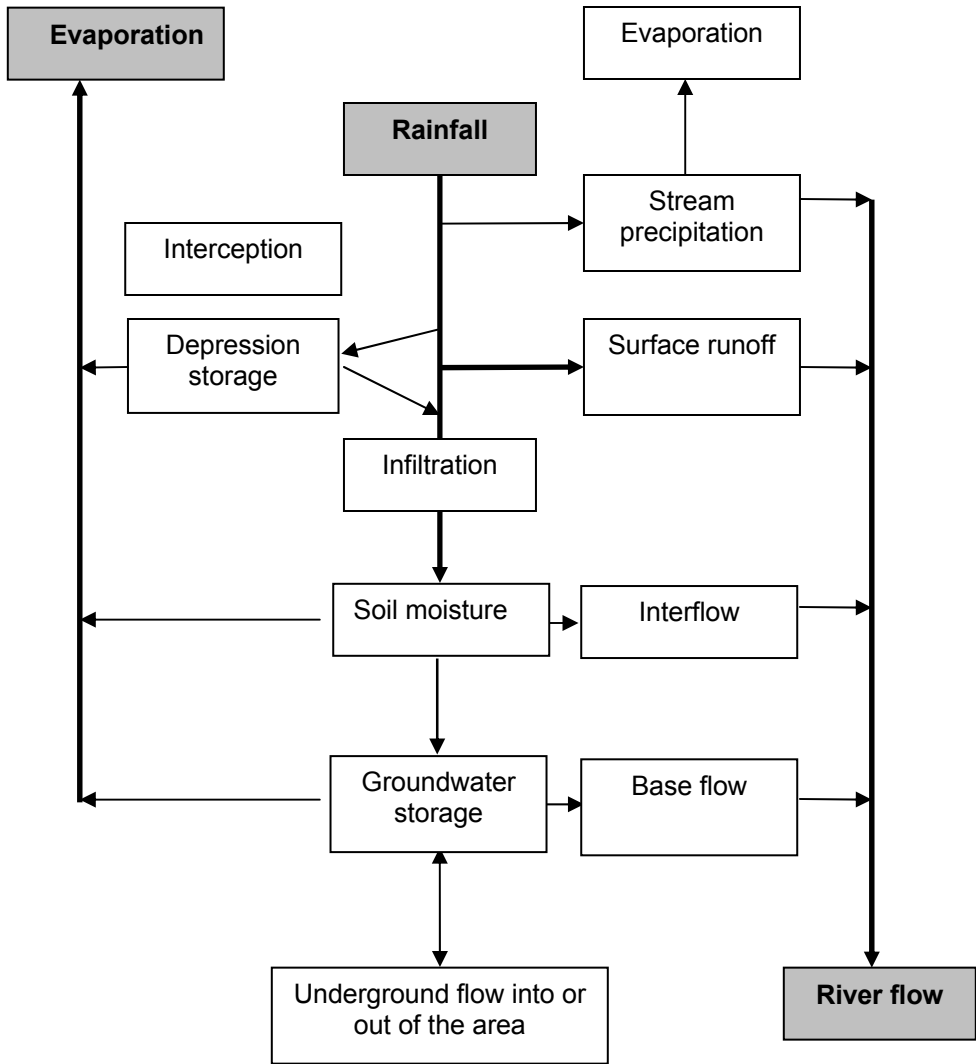 Evaporation
Evaporation
Rainfall
Stream
precipitation
Interception
Depression
storage
Surface runoff
Infiltration
Soil moisture
Interflow
Groundwater
storage
Base flow
Underground flow into or
out of the area
River flow